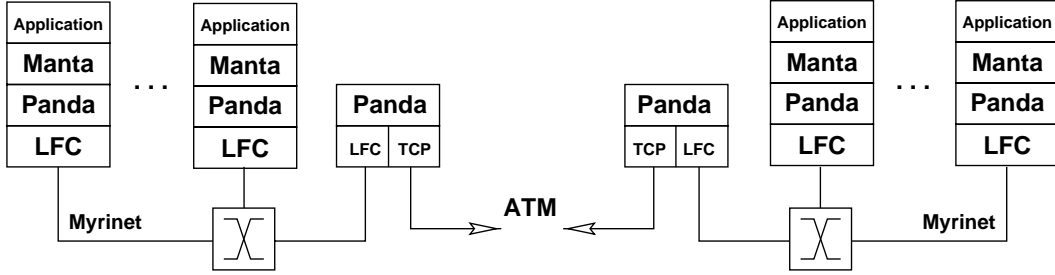 Application
Manta
Panda
LFC
. . .
Application
Manta
Panda
LFC
Panda
LFC TCP
Myrinet
ATM
Panda
TCP LFC
Application
Manta
Panda
LFC
. . .
Application
Manta
Panda
LFC
Myrinet